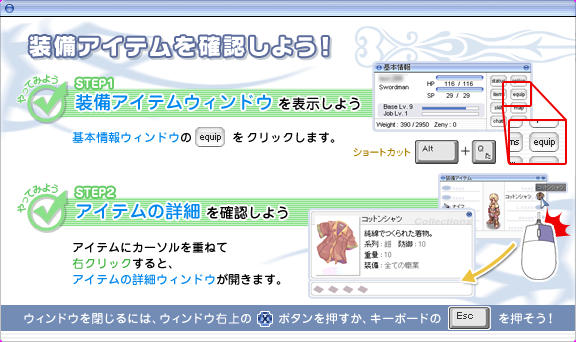 装備アイテムを確認しよう！
やってみよう
STEP1
装備アイテムウィンドウ を表示しよう
基本情報ウィンドウの equip をクリックします。
基本情報
Swordman
HP 116 / 116
SP 29 / 29
Base Lv. 9
Job Lv. 1
Weight : 390 / 2950 Zeny : 0
equip
ms equip
ショートカット Alt + Q た
やってみよう
STEP2
アイテムの詳細 を確認しよう
アイテムにカーソルを重ねて
右クリックすると、
アイテムの詳細ウィンドウが開きます。
装備アイテム
コットンシャツ
コットンシャツ
コットンシャツ
Collection
純綿でつくられた着物。
系列 : 鎧 防御 : 10
重量 : 10
装備 : 全ての職業
ウィンドウを閉じるには、ウィンドウ右上の ボタンを押すか、キーボードの Esc を押そう！